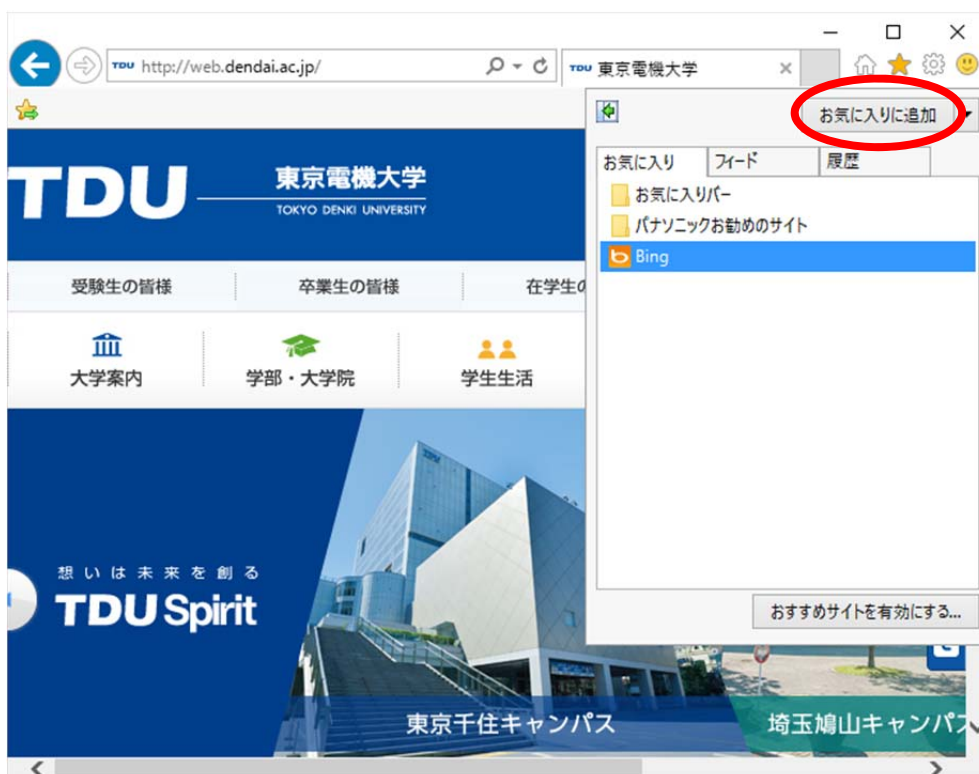 TDU http://web.dendai.ac.jp/
TDU 東京電機大学
お気に入りに追加
お気に入り フィード 履歴
お気に入りバー
パナソニックお勧めのサイト
Bing
TDU 東京電機大学
TOKYO DENKI UNIVERSITY
受験生の皆様 卒業生の皆様 在学生の
大学案内 学部・大学院 学生生活
想いは未来を創る
TDU Spirit
おすすめサイトを有効にする...
東京千住キャンパス 埼玉鳩山キャンパス